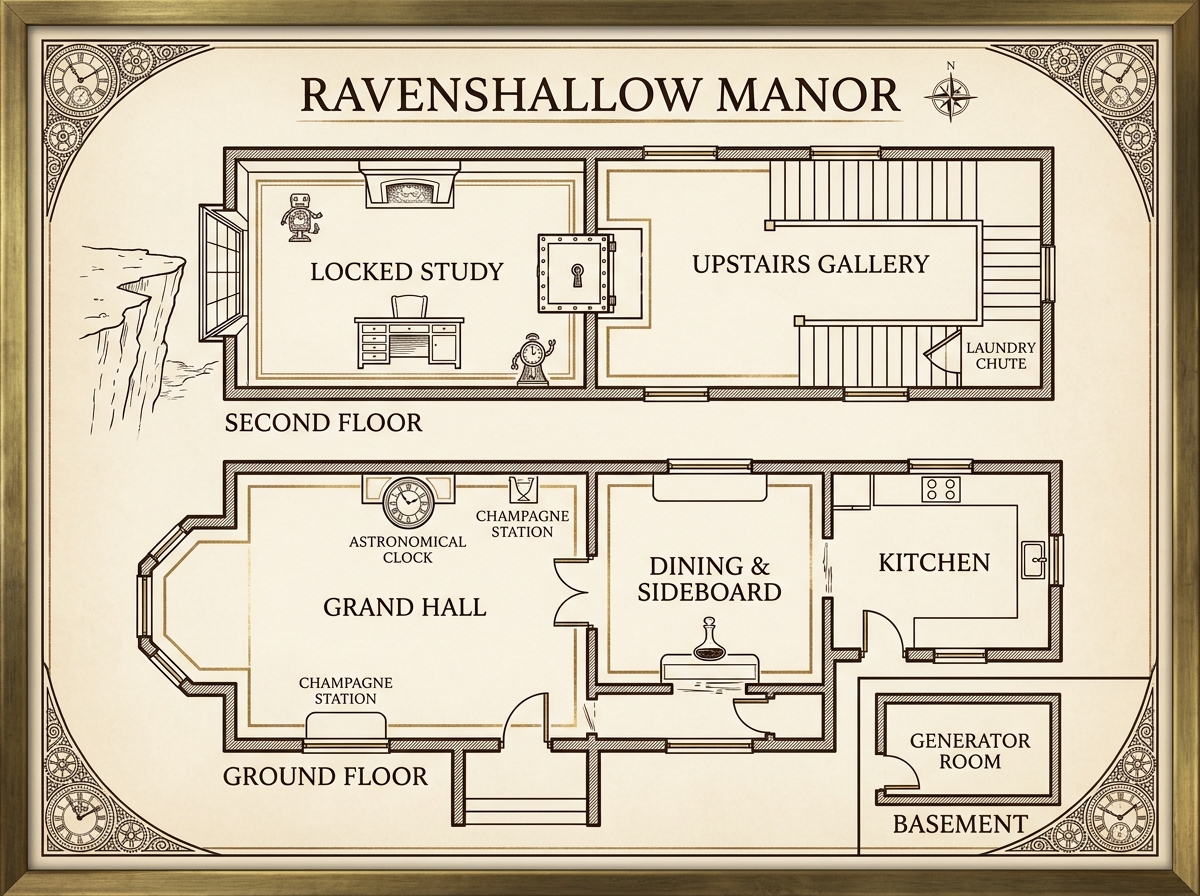 RAVENSHALLOW MANOR
N
LOCKED STUDY
UPSTAIRS GALLERY
LAUNDRY
CHUTE
SECOND FLOOR
ASTRONOMICAL
CLOCK
CHAMPAGNE
STATION
GRAND HALL
DINING &
SIDEBOARD
KITCHEN
CHAMPAGNE
STATION
GROUND FLOOR
GENERATOR
ROOM
BASEMENT